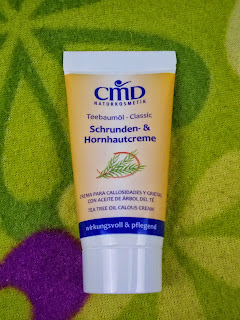 CMD
NATURKOSMETIK
Teebaumöl - Classic
Schrunden- &
Hornhautcreme
CREMA PARA CALLOSIDADES Y GRIETAS
CON ACEITE DE ÁRBOL DEL TÉ
TEA TREE OIL CALOUS CREAM
wirkungsvoll & pflegend